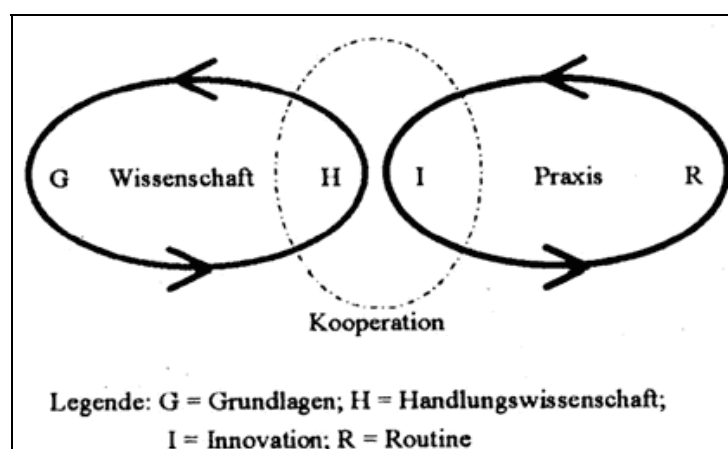 G Wissenschaft H I Praxis R
Kooperation
Legende: G = Grundlagen; H = Handlungswissenschaft;
I = Innovation; R = Routine